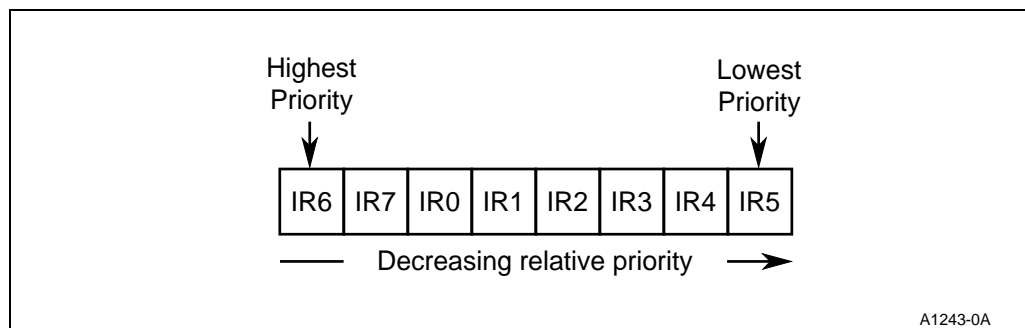 Highest
Priority
Lowest
Priority
IR6 IR7 IR0 IR1 IR2 IR3 IR4 IR5
Decreasing relative priority
A1243-0A